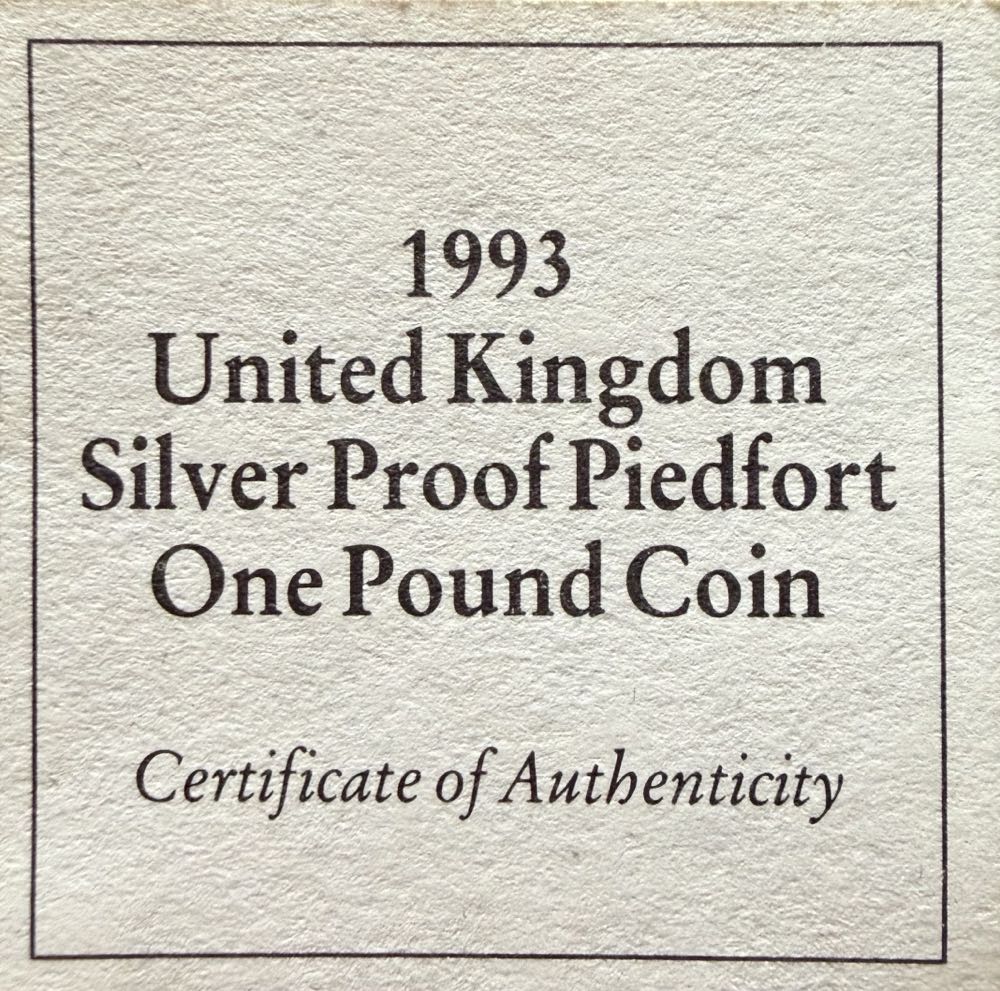 1993
United Kingdom
Silver Proof Piedfort
One Pound Coin
Certificate of Authenticity